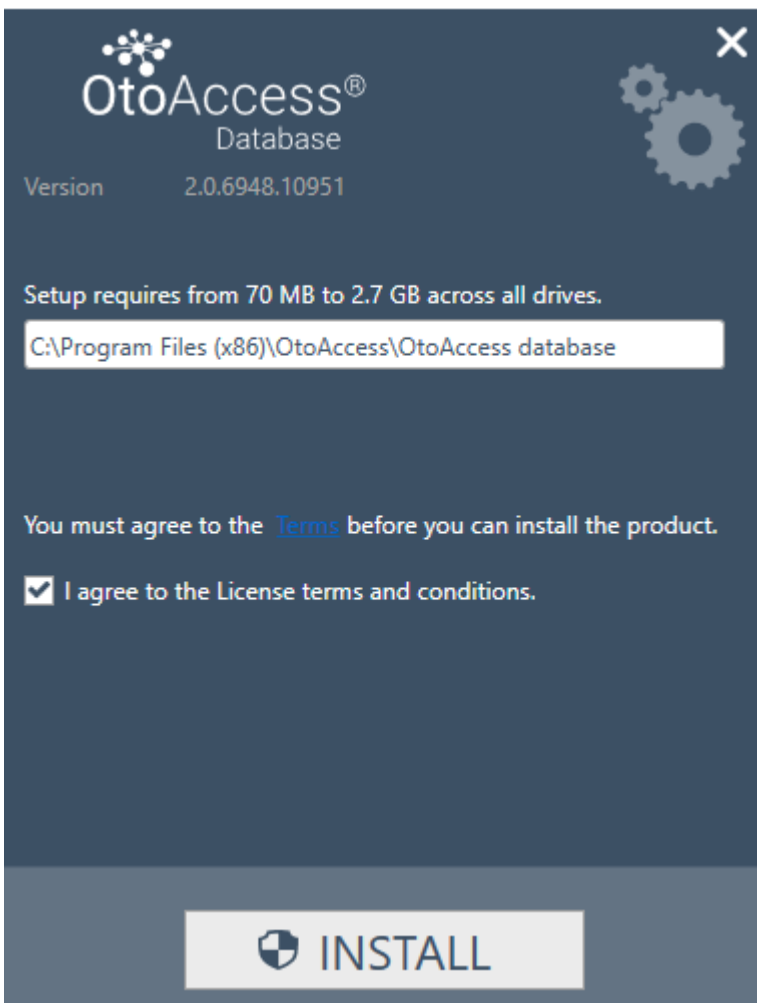 OtoAccess®
Database
Version 2.0.6948.10951
Setup requires from 70 MB to 2.7 GB across all drives.
C:\Program Files (x86)\OtoAccess\OtoAccess database
You must agree to the Terms before you can install the product.
I agree to the License terms and conditions.
INSTALL